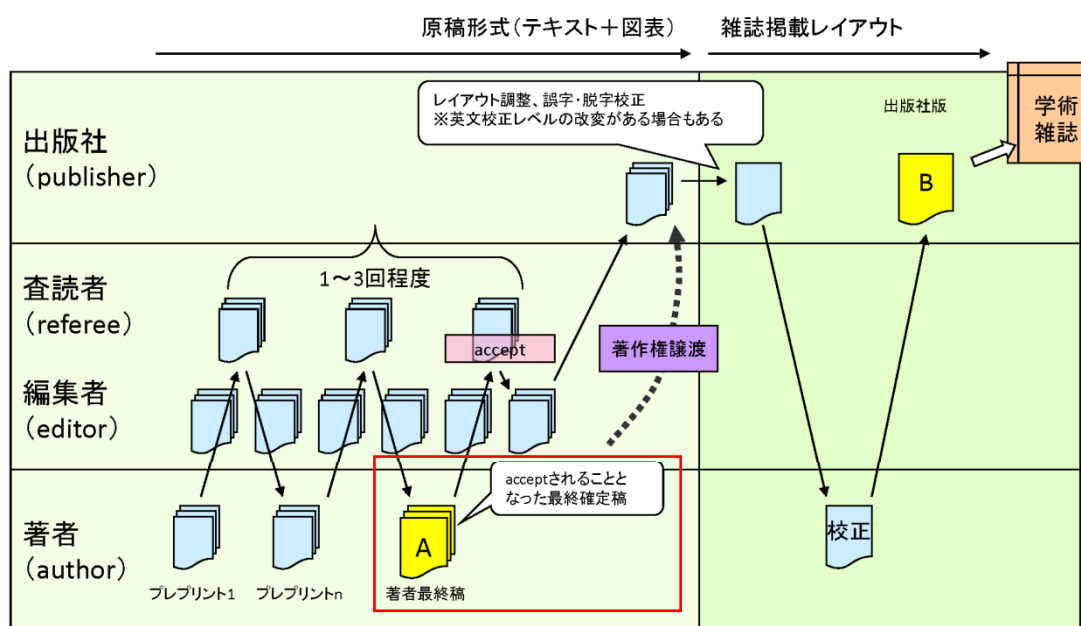 原稿形式（テキスト＋図表）
雑誌掲載レイアウト
出版社
（publisher）
レイアウト調整、誤字・脱字校正
※英文校正レベルの改変がある場合もある
出版社版
学術
雑誌
B
査読者
（referee）
1～3回程度
accept
著作権譲渡
編集者
（editor）
acceptされることと
なった最終確定稿
著者
（author）
A
校正
プレプリント1
プレプリントn
著者最終稿